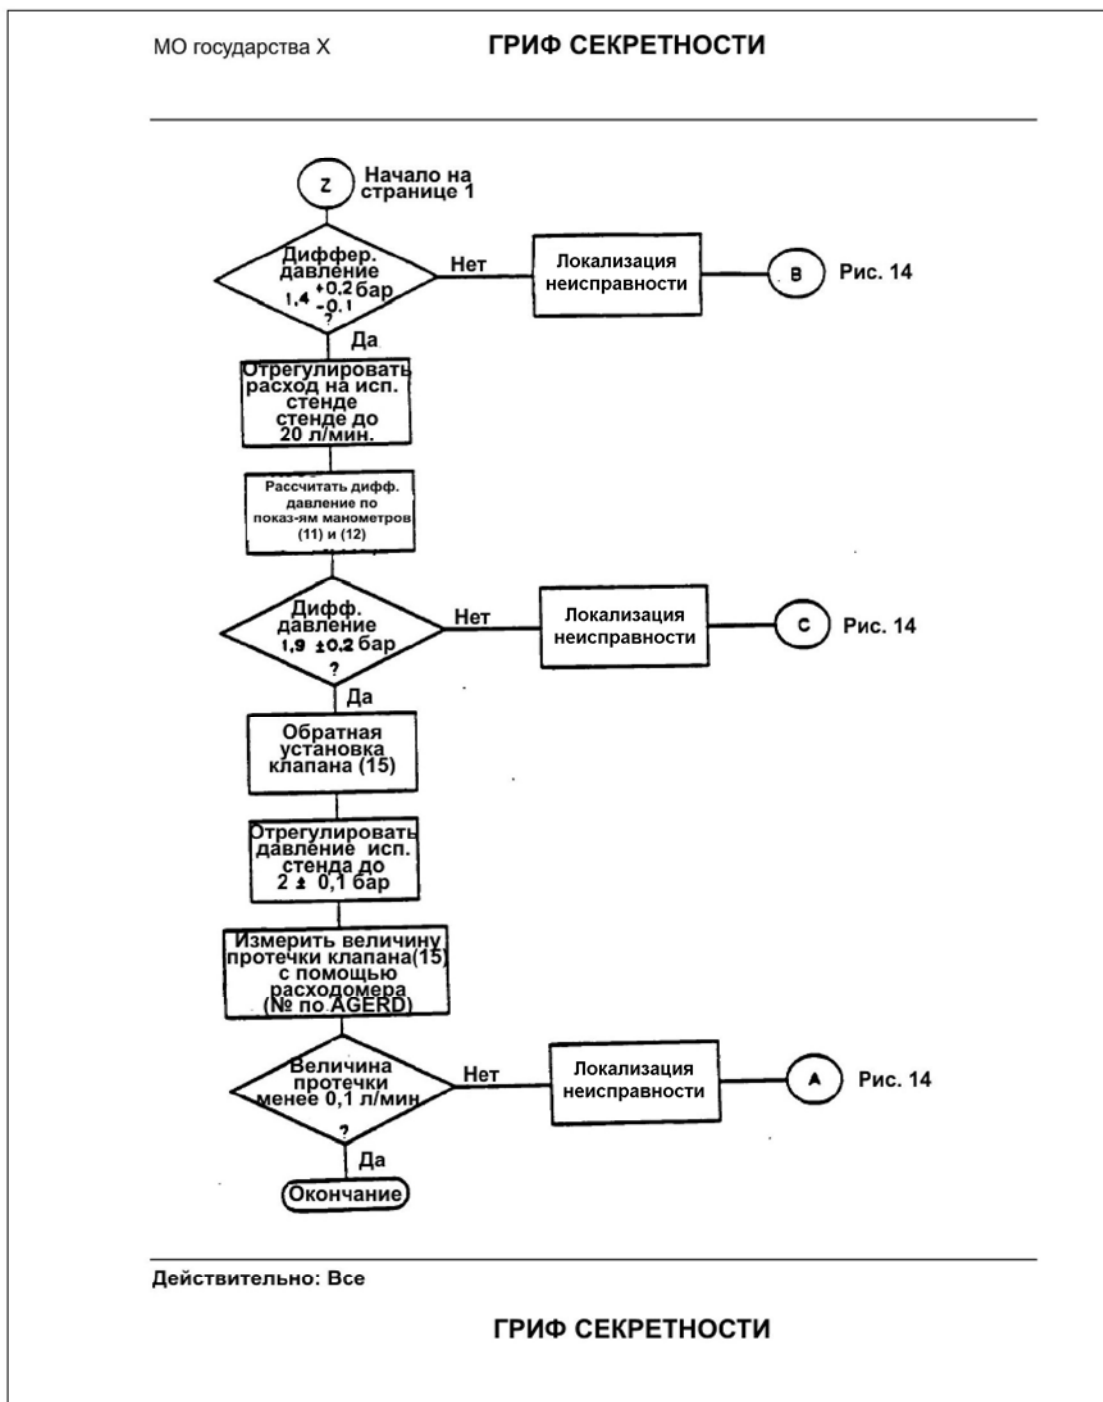 МО государства X
ГРИФ СЕКРЕТНОСТИ
Z
Начало на
странице 1
Диффер.
давление
1,4 +0,2 бар
-0,1
?
Нет
Локализация
неисправности
B
Рис. 14
Да
Отрегулировать
расход на исп.
стенде
стенде до
20 л/мин.
Рассчитать дифф.
давление по
показ-ям манометров
(11) и (12)
Дифф.
давление
1,9 ±0,2 бар
?
Нет
Локализация
неисправности
C
Рис. 14
Да
Обратная
установка
клапана (15)
Отрегулировать
давление исп.
стенда до
2 ± 0,1 бар
Измерить величину
протечки клапана(15)
с помощью
расходомера
(№ по AGERD)
Величина
протечки
менее 0,1 л/мин
?
Нет
Локализация
неисправности
A
Рис. 14
Да
Окончание
Действительно: Все
ГРИФ СЕКРЕТНОСТИ